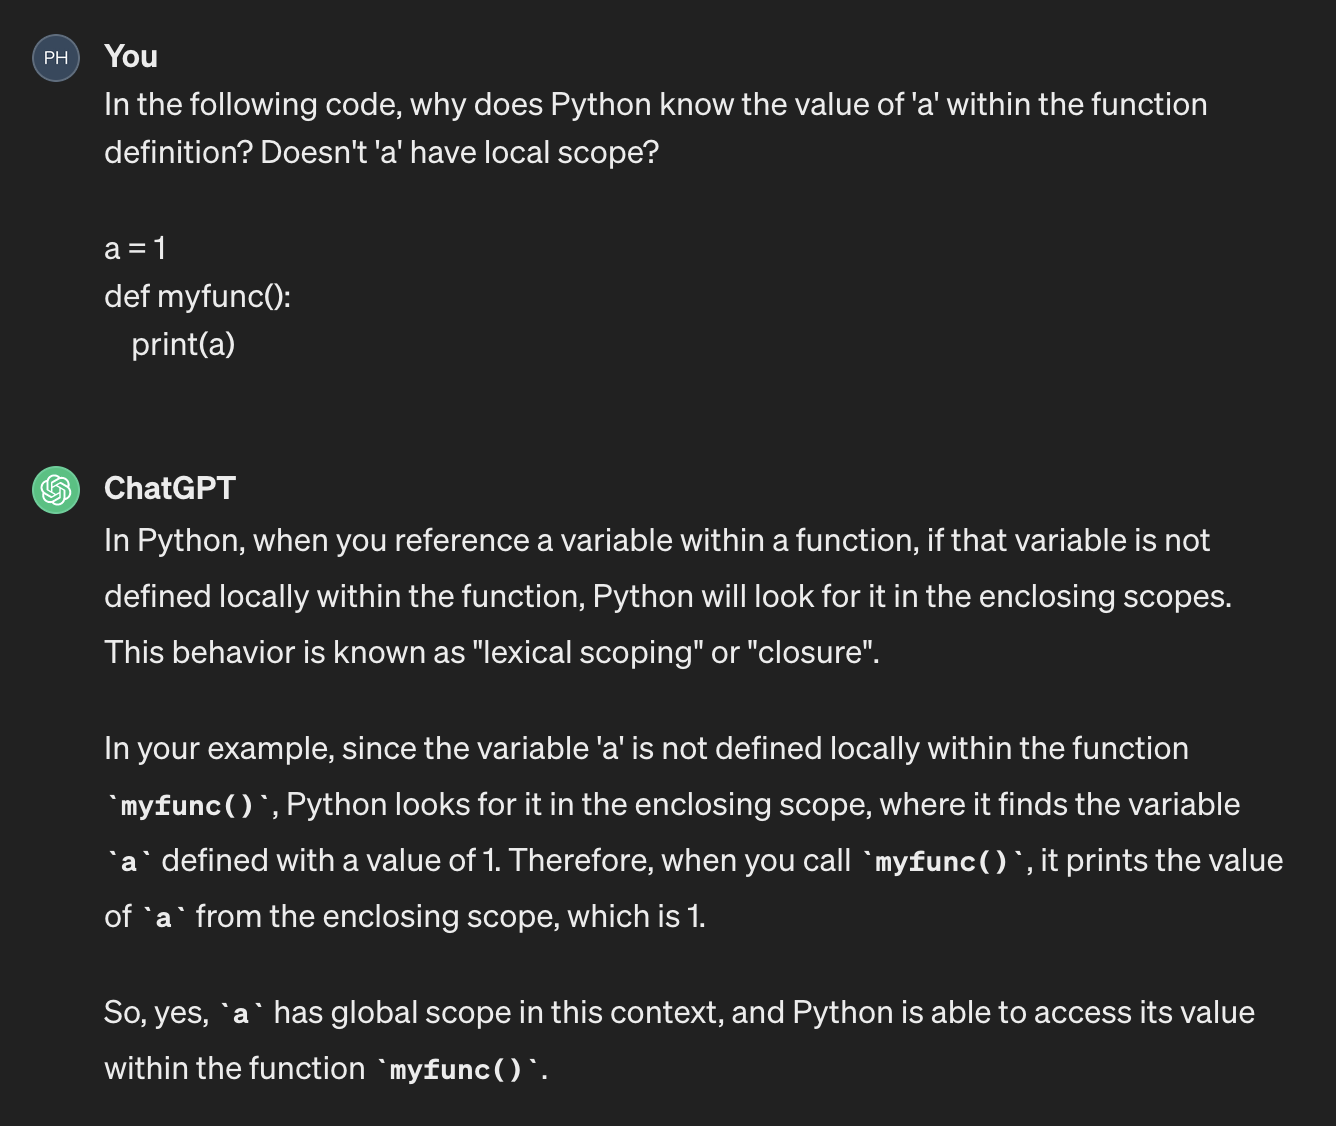 PH
You
In the following code, why does Python know the value of 'a' within the function
definition? Doesn't 'a' have local scope?
a = 1
def myfunc():
    print(a)
ChatGPT
In Python, when you reference a variable within a function, if that variable is not
defined locally within the function, Python will look for it in the enclosing scopes.
This behavior is known as "lexical scoping" or "closure".
In your example, since the variable 'a' is not defined locally within the function
`myfunc()`, Python looks for it in the enclosing scope, where it finds the variable
`a` defined with a value of 1. Therefore, when you call `myfunc()`, it prints the value
of `a` from the enclosing scope, which is 1.
So, yes, `a` has global scope in this context, and Python is able to access its value
within the function `myfunc()`.